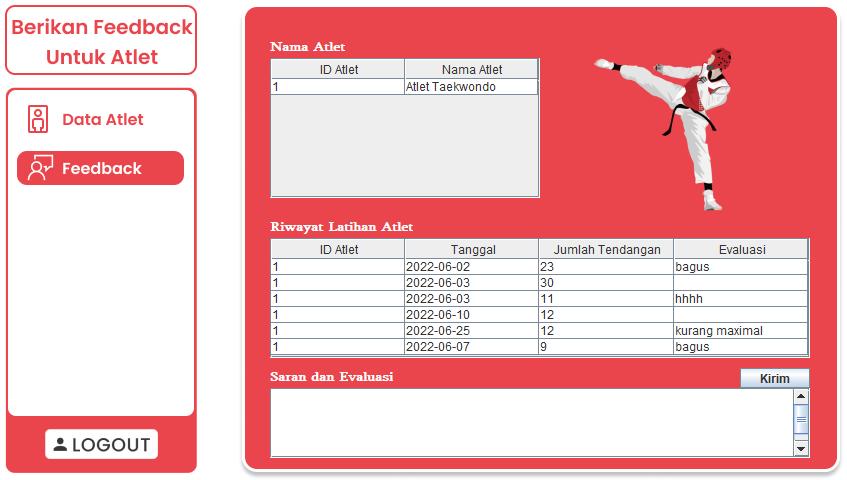 Berikan Feedback
Untuk Atlet
Data Atlet
Feedback
LOGOUT
Nama Atlet
ID Atlet Nama Atlet
1 Atlet Taekwondo
Riwayat Latihan Atlet
ID Atlet Tanggal Jumlah Tendangan Evaluasi
1 2022-06-02 23 bagus
1 2022-06-03 30
1 2022-06-03 11 hhhh
1 2022-06-10 12
1 2022-06-25 12 kurang maximal
1 2022-06-07 9 bagus
Saran dan Evaluasi Kirim